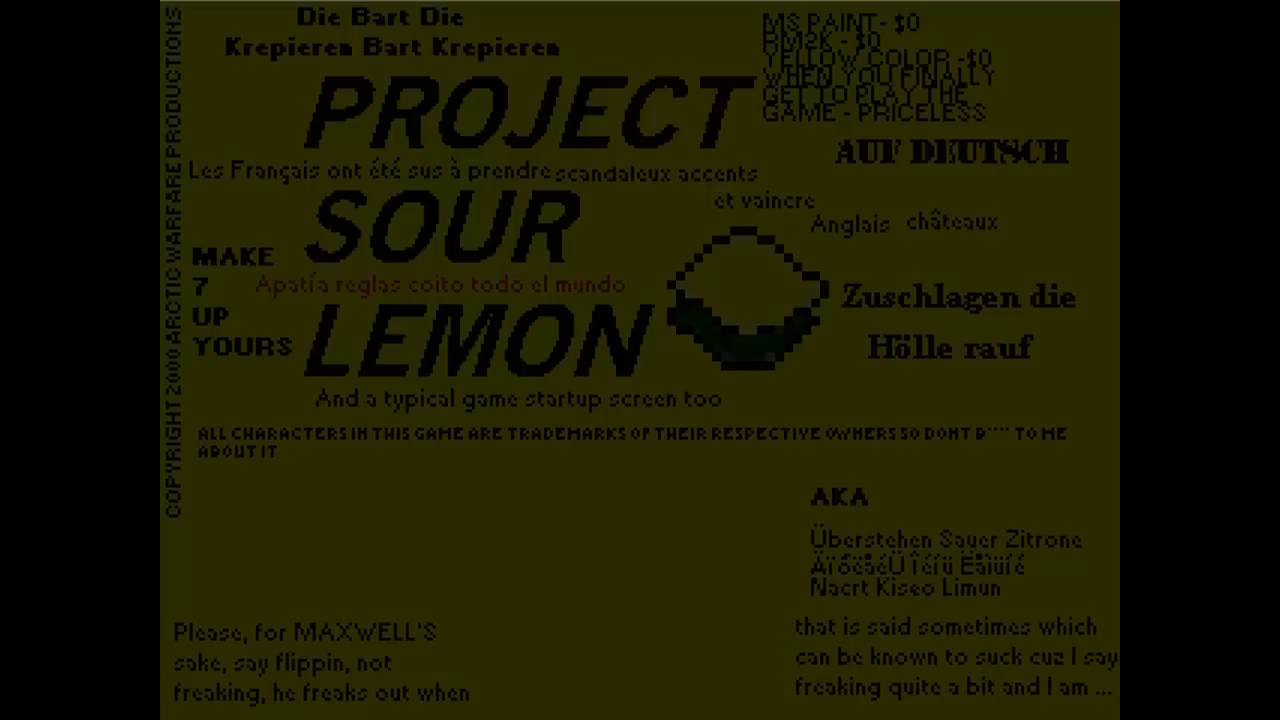 Die Bart Die
Krepieren Bart Krepieren
MS PAINT- $0
RM2K - $0
YELLOW COLOR -$0
WHEN YOU FINALLY
GET TO PLAY THE
GAME - PRICELESS
PROJECT
AUF DEUTSCH
Les Français ont été sus à prendre scandaleux accents
et vaincre
Anglais châteaux
SOUR
MAKE
7
UP
YOURS
Apatía reglas coito todo el mundo
Zuschlagen die
Hölle rauf
LEMON
And a typical game startup screen too
ALL CHARACTERS IN THIS GAME ARE TRADEMARKS OF THEIR RESPECTIVE OWNERS SO DONT B**** TO ME
ABOUT IT
COPYRIGHT 2000 ARCTIC WARFARE PRODUCTIONS
AKA
Überstehen Sauer Zitrone
Nacrt Kiseo Limun
Please, for MAXWELL'S
sake, say flippin, not
freaking, he freaks out when
that is said sometimes which
can be known to suck cuz I say
freaking quite a bit and I am ...